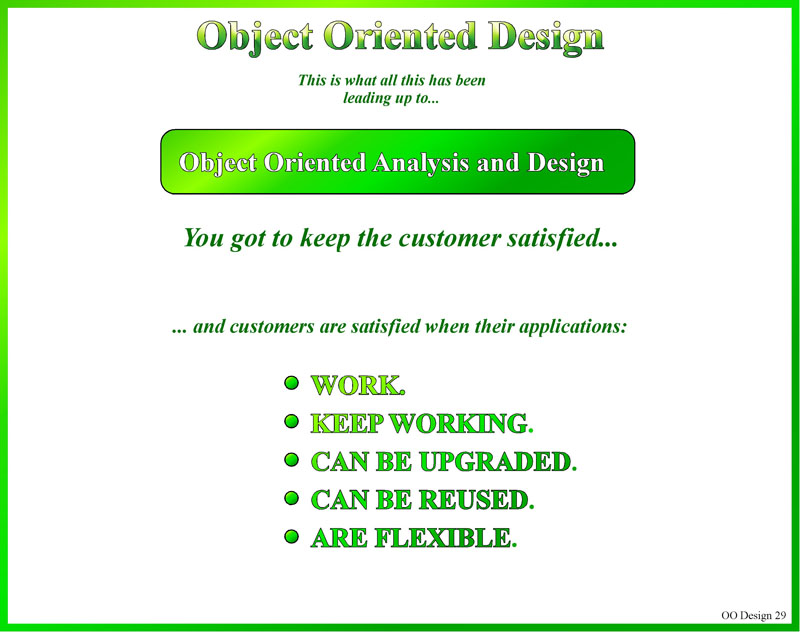 Object Oriented Design
This is what all this has been
leading up to...
Object Oriented Analysis and Design
You got to keep the customer satisfied...
... and customers are satisfied when their applications:
WORK.
KEEP WORKING.
CAN BE UPGRADED.
CAN BE REUSED.
ARE FLEXIBLE.
OO Design 29